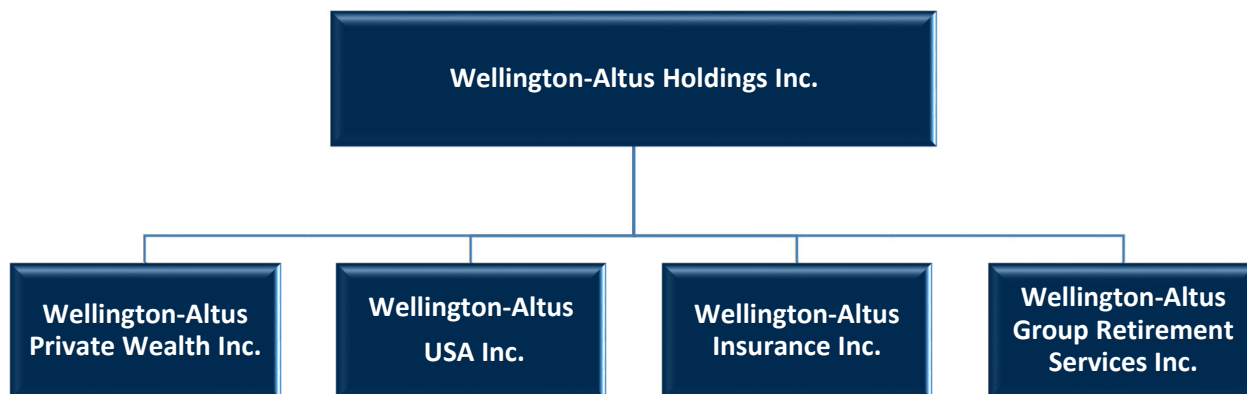 Wellington-Altus Holdings Inc.
Wellington-Altus
Private Wealth Inc.
Wellington-Altus
USA Inc.
Wellington-Altus
Insurance Inc.
Wellington-Altus
Group Retirement
Services Inc.